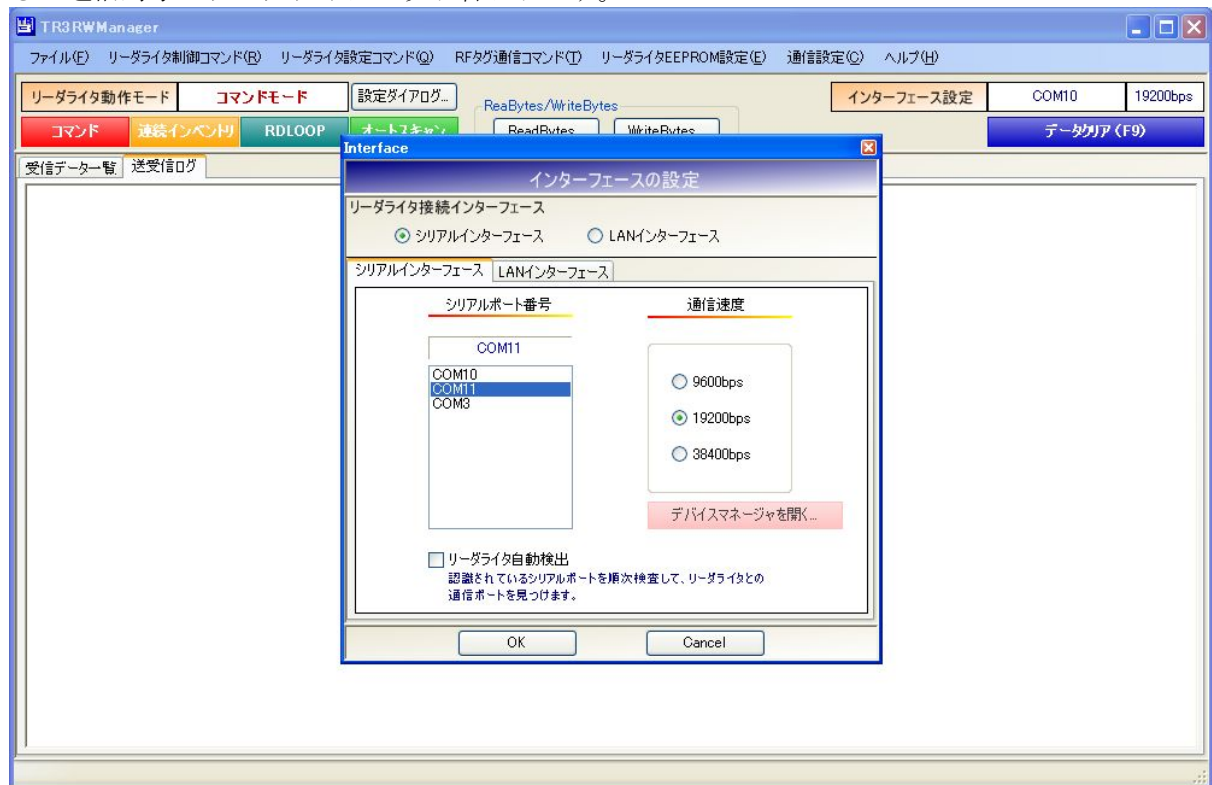 TR3RWManager
ファイル(F) リーダライタ制御コマンド(R) リーダライタ設定コマンド(Q) RFタグ通信コマンド(T) リーダライタEEPROM設定(E) 通信設定(C) ヘルプ(H)
リーダライタ動作モード コマンドモード 設定ダイアログ... ReaBytes/WriteBytes インターフェース設定 COM10 19200bps
コマンド 連続インベントリ RDLOOP オートスキャン ReadBytes WriteBytes データクリア(F9)
受信データ一覧 送受信ログ
Interface
インターフェースの設定
リーダライタ接続インターフェース
シリアルインターフェース LANインターフェース
シリアルインターフェース LANインターフェース
シリアルポート番号 通信速度
COM11
COM10
COM11
COM3
9600bps
19200bps
38400bps
デバイスマネージャを開く...
リーダライタ自動検出
認識されているシリアルポートを順次検査して、リーダライタとの
通信ポートを見つけます。
OK Cancel